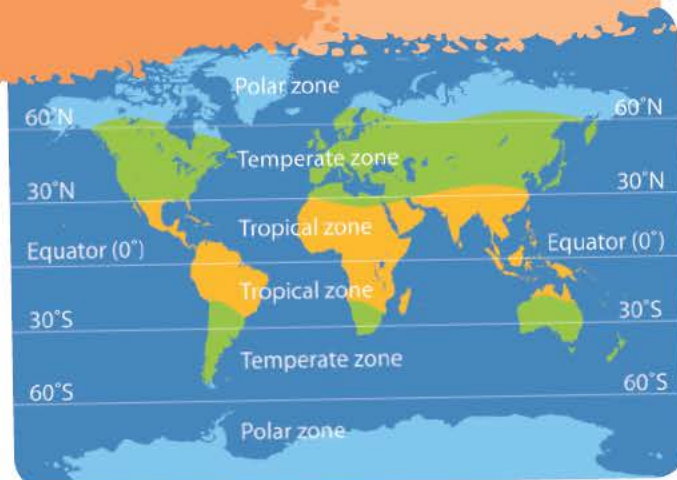 Polar zone
60°N 60°N
Temperate zone
30°N 30°N
Tropical zone
Equator (0°) Equator (0°)
Tropical zone
30°S 30°S
Temperate zone
60°S 60°S
Polar zone